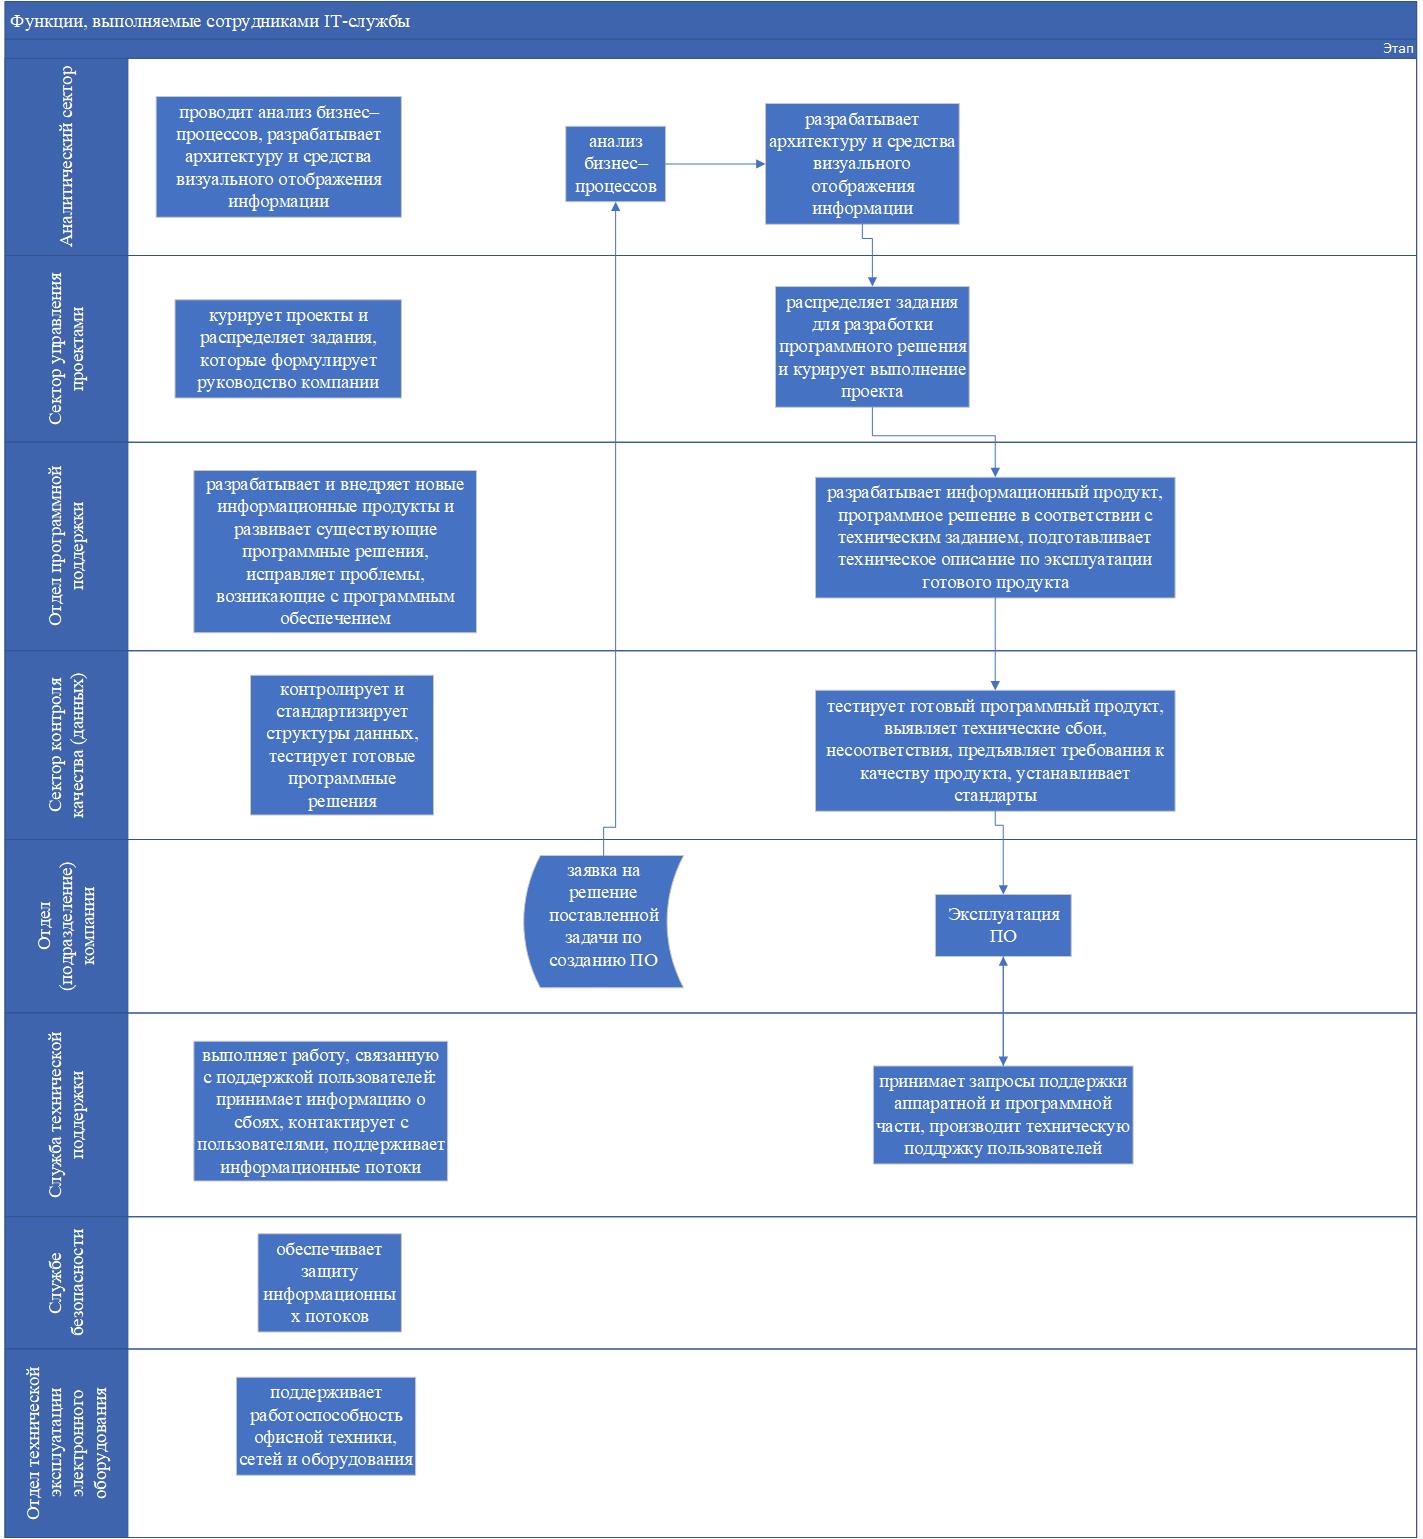 Функции, выполняемые сотрудниками IT-службы
Этап
Аналитический сектор
проводит анализ бизнес–
процессов, разрабатывает
архитектуру и средства
визуального отображения
информации
анализ
бизнес–
процессов
разрабатывает
архитектуру и средства
визуального
отображения
информации
Сектор управления
проектами
курирует проекты и
распределяет задания,
которые формулирует
руководство компании
распределяет задания
для разработки
программного решения
и курирует выполнение
проекта
Отдел программной
поддержки
разрабатывает и внедряет новые
информационные продукты и
развивает существующие
программные решения,
исправляет проблемы,
возникающие с программным
обеспечением
разрабатывает информационный продукт,
программное решение в соответствии с
техническим заданием, подготавливает
техническое описание по эксплуатации
готового продукта
Сектор контроля
качества (данных)
контролирует и
стандартизирует
структуры данных,
тестирует готовые
программные
решения
тестирует готовый программный продукт,
выявляет технические сбои,
несоответствия, предъявляет требования к
качеству продукта, устанавливает
стандарты
Отдел
(подразделение)
компании
заявка на
решение
поставленной
задачи по
созданию ПО
Эксплуатация
ПО
Служба технической
поддержки
выполняет работу, связанную
с поддержкой пользователей:
принимает информацию о
сбоях, контактирует с
пользователями, поддерживает
информационные потоки
принимает запросы поддержки
аппаратной и программной
части, производит техническую
поддржку пользователей
Службе
безопасности
обеспечивает
защиту
информационны
х потоков
Отдел технической
эксплуатации
электронного
оборудования
поддерживает
работоспособность
офисной техники,
сетей и оборудования